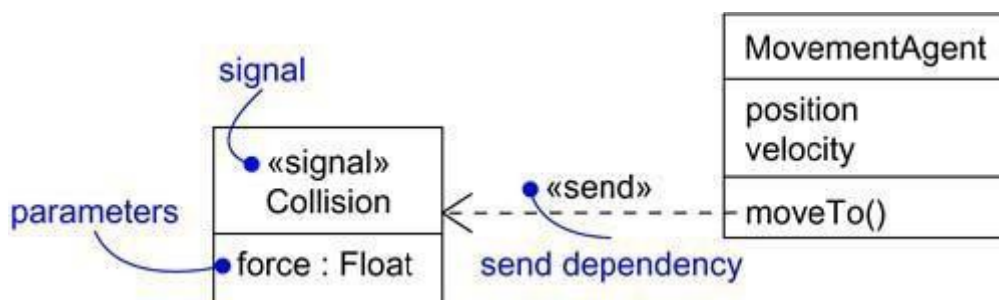 signal
«signal»
Collision
parameters
force : Float
«send»
send dependency
MovementAgent
position
velocity
moveTo()